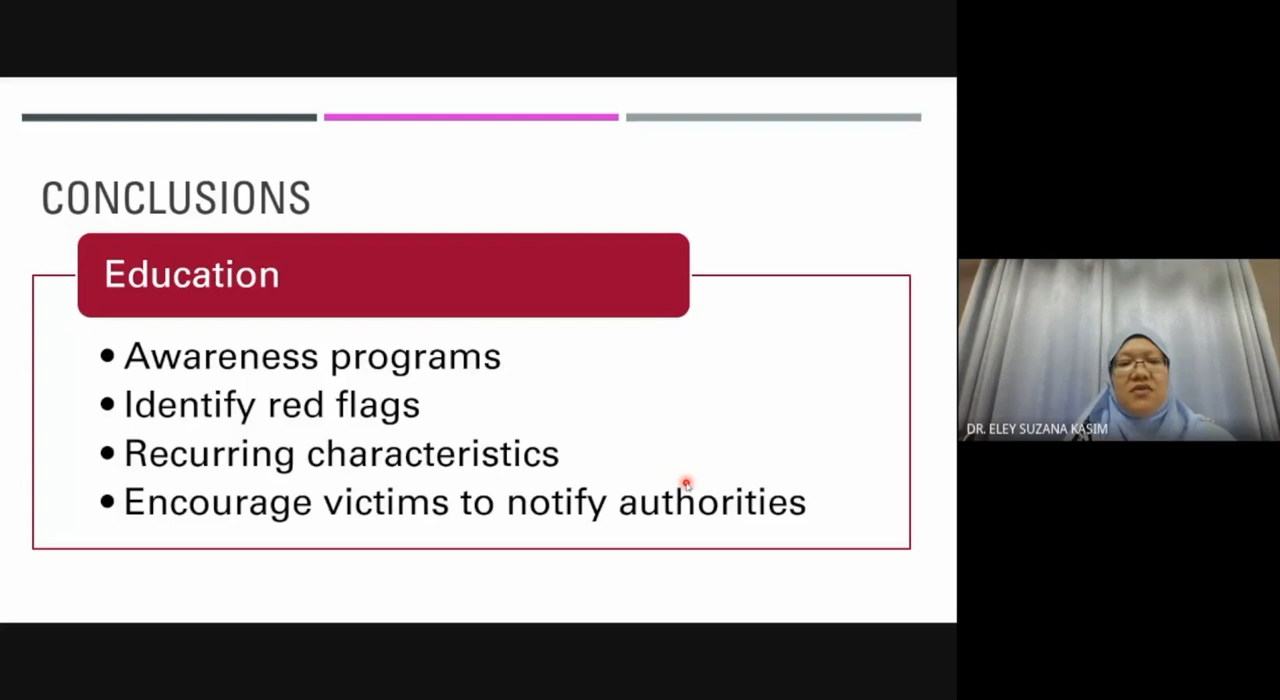 CONCLUSIONS
Education
• Awareness programs
• Identify red flags
• Recurring characteristics
• Encourage victims to notify authorities
DR. ELEY SUZANA KASIM